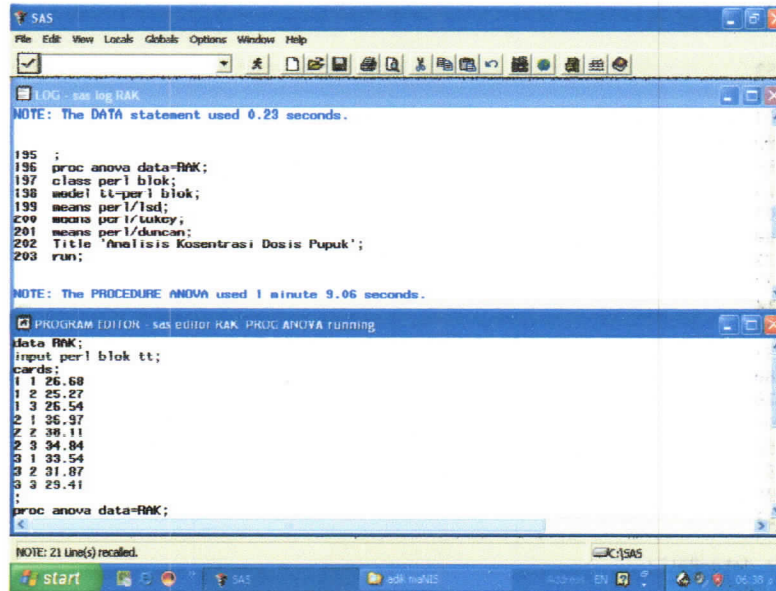 SAS
File Edit View Locals Globals Options Window Help
LOG - sas log RAK
NOTE: The DATA statement used 0.23 seconds.
195 ;
196 proc anova data=RAK;
197 class perl blok;
198 model tt=perl blok;
199 means perl/lsd;
200 means perl/tukey;
201 means perl/duncan;
202 Title 'Analisis Kosentrasi Dosis Pupuk';
203 run;
NOTE: The PROCEDURE ANOVA used 1 minute 9.06 seconds.
PROGRAM EDITOR - sas editor RAK PROC ANOVA running
data RAK;
input perl blok tt;
cards;
1 1 26.68
1 2 25.27
1 3 26.54
2 1 36.97
2 2 38.11
2 3 34.84
3 1 33.54
3 2 31.87
3 3 29.41
;
proc anova data=RAK;
NOTE: 21 Line(s) recalled.
C:\SAS
start
SAS
adik maNIS
Address
EN
06:38